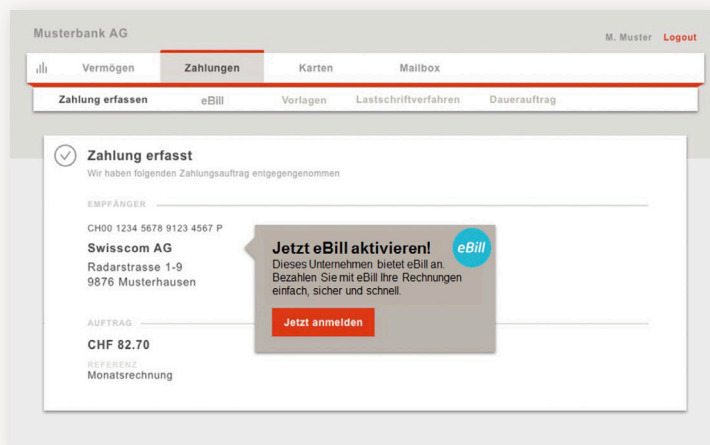 Musterbank AG
M. Muster Logout
Vermögen Zahlungen Karten Mailbox
Zahlung erfassen eBill Vorlagen Lastschriftverfahren Dauerauftrag
Zahlung erfasst
Wir haben folgenden Zahlungsauftrag entgegengenommen
EMPFÄNGER
CH00 1234 5678 9123 4567 P
Swisscom AG
Radarstrasse 1-9
9876 Musterhausen
Jetzt eBill aktivieren!
eBill
Dieses Unternehmen bietet eBill an.
Bezahlen Sie mit eBill Ihre Rechnungen
einfach, sicher und schnell.
Jetzt anmelden
AUFTRAG
CHF 82.70
REFERENZ
Monatsrechnung